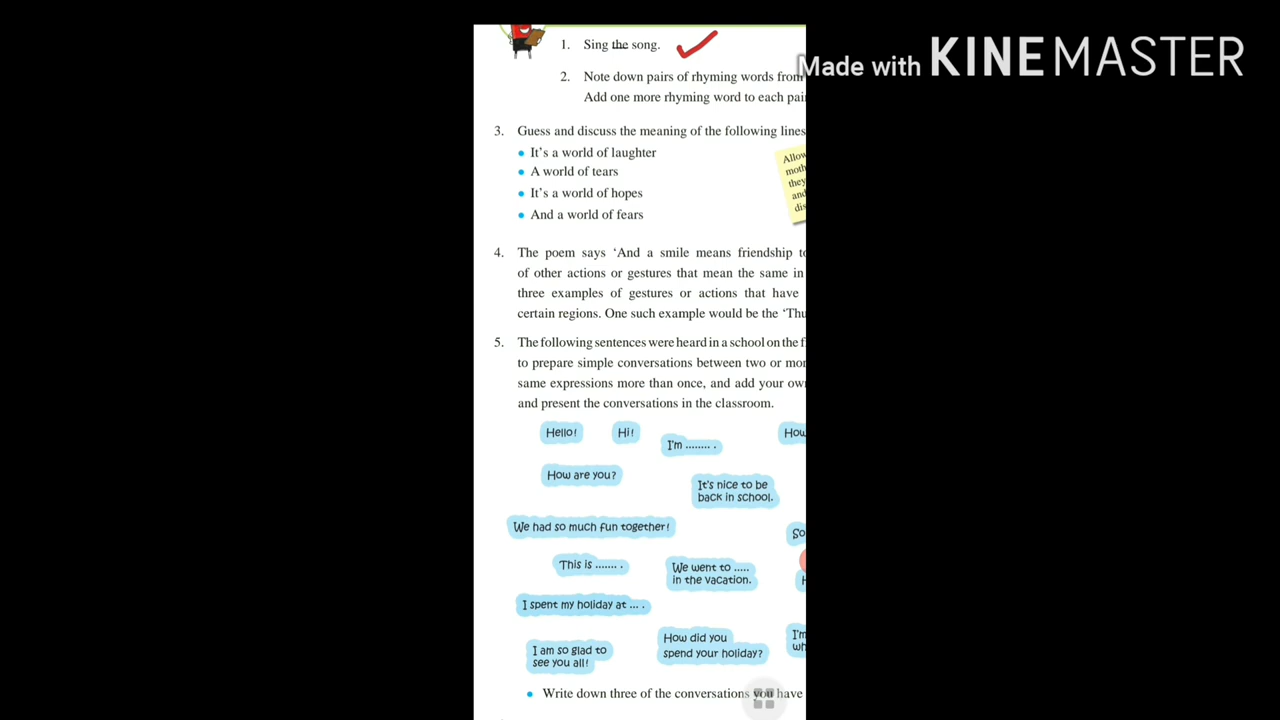 Made with KINEMASTER
1. Sing the song.
2. Note down pairs of rhyming words from
Add one more rhyming word to each pai
3. Guess and discuss the meaning of the following lines
• It's a world of laughter
• A world of tears
• It's a world of hopes
• And a world of fears
Allow
moth
they
and
dis
4. The poem says 'And a smile means friendship to
of other actions or gestures that mean the same in
three examples of gestures or actions that have
certain regions. One such example would be the 'Thu
5. The following sentences were heard in a school on the f
to prepare simple conversations between two or mor
same expressions more than once, and add your own
and present the conversations in the classroom.
Hello!
Hi!
I'm ........ .
How
How are you?
It's nice to be
back in school.
We had so much fun together!
So
This is ....... .
We went to .....
in the vacation.
H
I spent my holiday at ... .
I am so glad to
see you all!
How did you
spend your holiday?
I'm
wh
• Write down three of the conversations you have